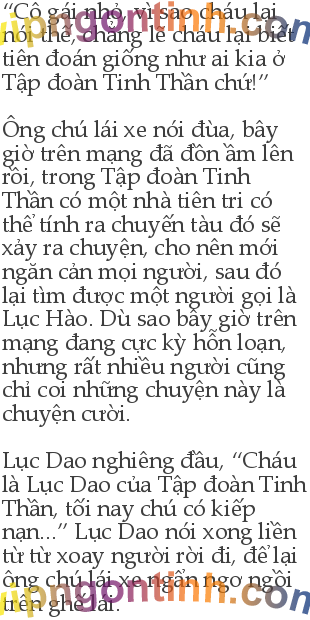 “Cô gái nhỏ, vì sao cháu lại
nói thế, chẳng lẽ cháu lại biết
tiên đoán giống như ai kia ở
Tập đoàn Tinh Thần chứ!”
Ông chú lái xe nói đùa, bây
giờ trên mạng đã đồn ầm lên
rồi, trong Tập đoàn Tinh
Thần có một nhà tiên tri có
thể tính ra chuyến tàu đó sẽ
xảy ra chuyện, cho nên mới
ngăn cản mọi người, sau đó
lại tìm được một người gọi là
Lục Hào. Dù sao bây giờ trên
mạng đang cực kỳ hỗn loạn,
nhưng rất nhiều người cũng
chỉ coi những chuyện này là
chuyện cười.
Lục Dao nghiêng đầu, “Cháu
là Lục Dao của Tập đoàn Tinh
Thần, tối nay chú có kiếp
nạn...” Lục Dao nói xong liền
từ từ xoay người rời đi, để lại
ông chú lái xe ngẩn ngơ ngồi
trên ghế lái.
vipngontinh.com
vipngontinh.com